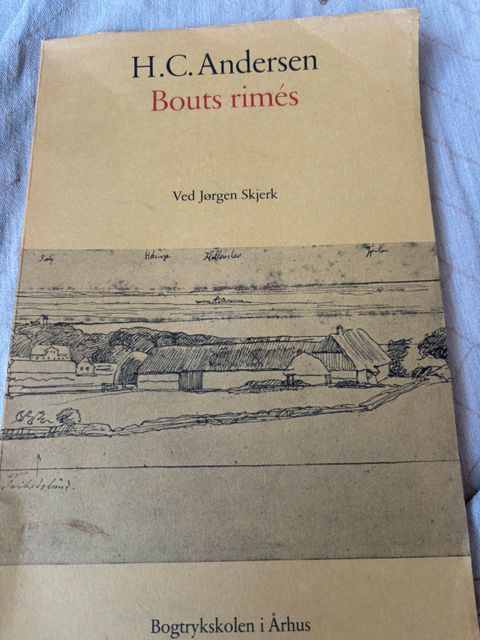 H.C. Andersen
Bouts rimés
Ved Jørgen Skjerk
Bogtrykskolen i Århus